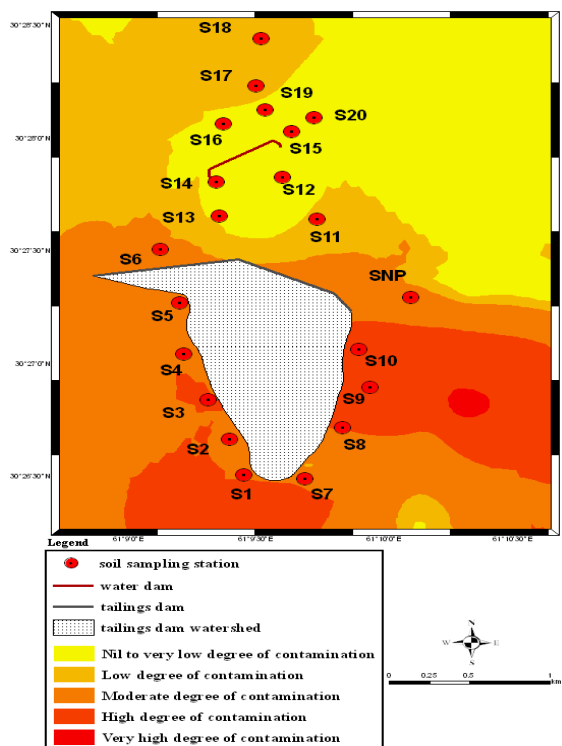 30°28'30"N
S18
S17
S19
S20
S16
30°28'0"N
S15
S14
S12
S13
S11
30°27'30"N
S6
SNP
S5
30°27'0"N
S10
S4
S9
S3
S8
S2
30°26'30"N
S1
S7
61°9'0"E
61°9'30"E
61°10'0"E
61°10'30"E
Legend
soil sampling station
water dam
tailings dam
tailings dam watershed
Nil to very low degree of contamination
Low degree of contamination
Moderate degree of contamination
High degree of contamination
Very high degree of contamination
N
W E
S
0 0.25 0.5 1
km